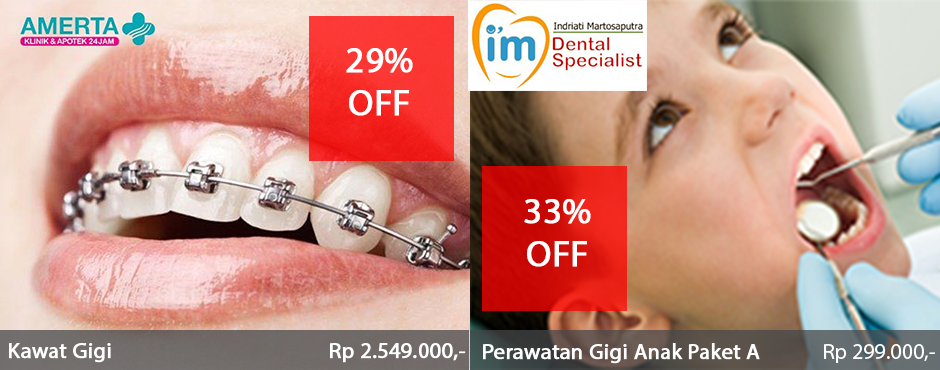 AMERTA
KLINIK & APOTEK 24JAM
29%
OFF
Kawat Gigi
Rp 2.549.000,-
Indriati Martosaputra
i'm Dental
Specialist
33%
OFF
Perawatan Gigi Anak Paket A
Rp 299.000,-